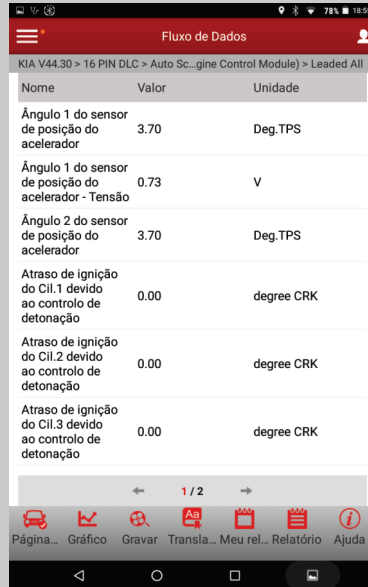 78% 18:55
Fluxo de Dados
KIA V44.30 > 16 PIN DLC > Auto Sc...gine Control Module) > Leaded All
Nome Valor Unidade
Ângulo 1 do sensor
de posição do
acelerador
3.70 Deg.TPS
Ângulo 1 do sensor
de posição do
acelerador - Tensão
0.73 V
Ângulo 2 do sensor
de posição do
acelerador
3.70 Deg.TPS
Atraso de ignição
do Cil.1 devido
ao controlo de
detonação
0.00 degree CRK
Atraso de ignição
do Cil.2 devido
ao controlo de
detonação
0.00 degree CRK
Atraso de ignição
do Cil.3 devido
ao controlo de
detonação
0.00 degree CRK
1 / 2
Aa
Página... Gráfico Gravar Transla... Meu rel... Relatório Ajuda